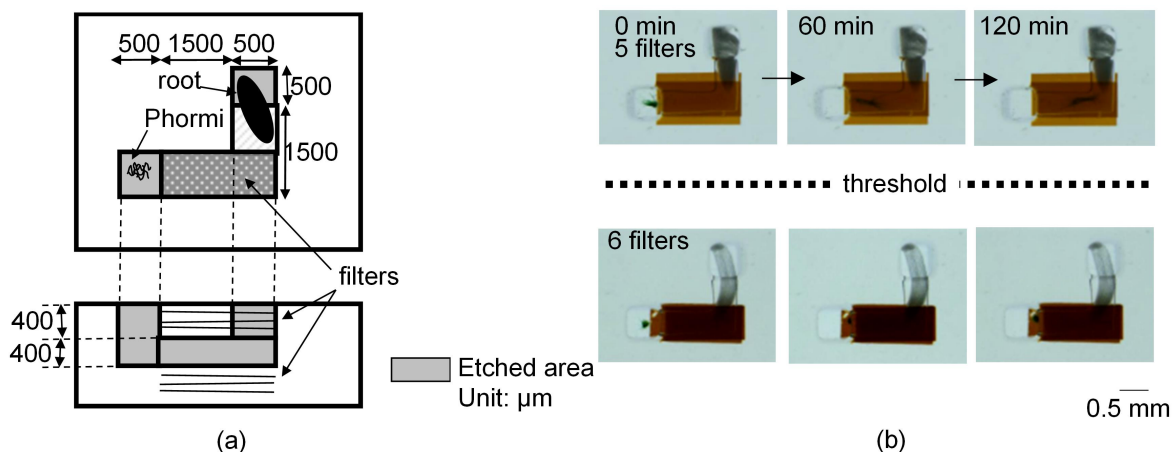 500 1500 500
root
500
Phormi
1500
filters
400
400
Etched area
Unit: µm
(a)
0 min
5 filters
60 min
120 min
threshold
6 filters
0.5 mm
(b)